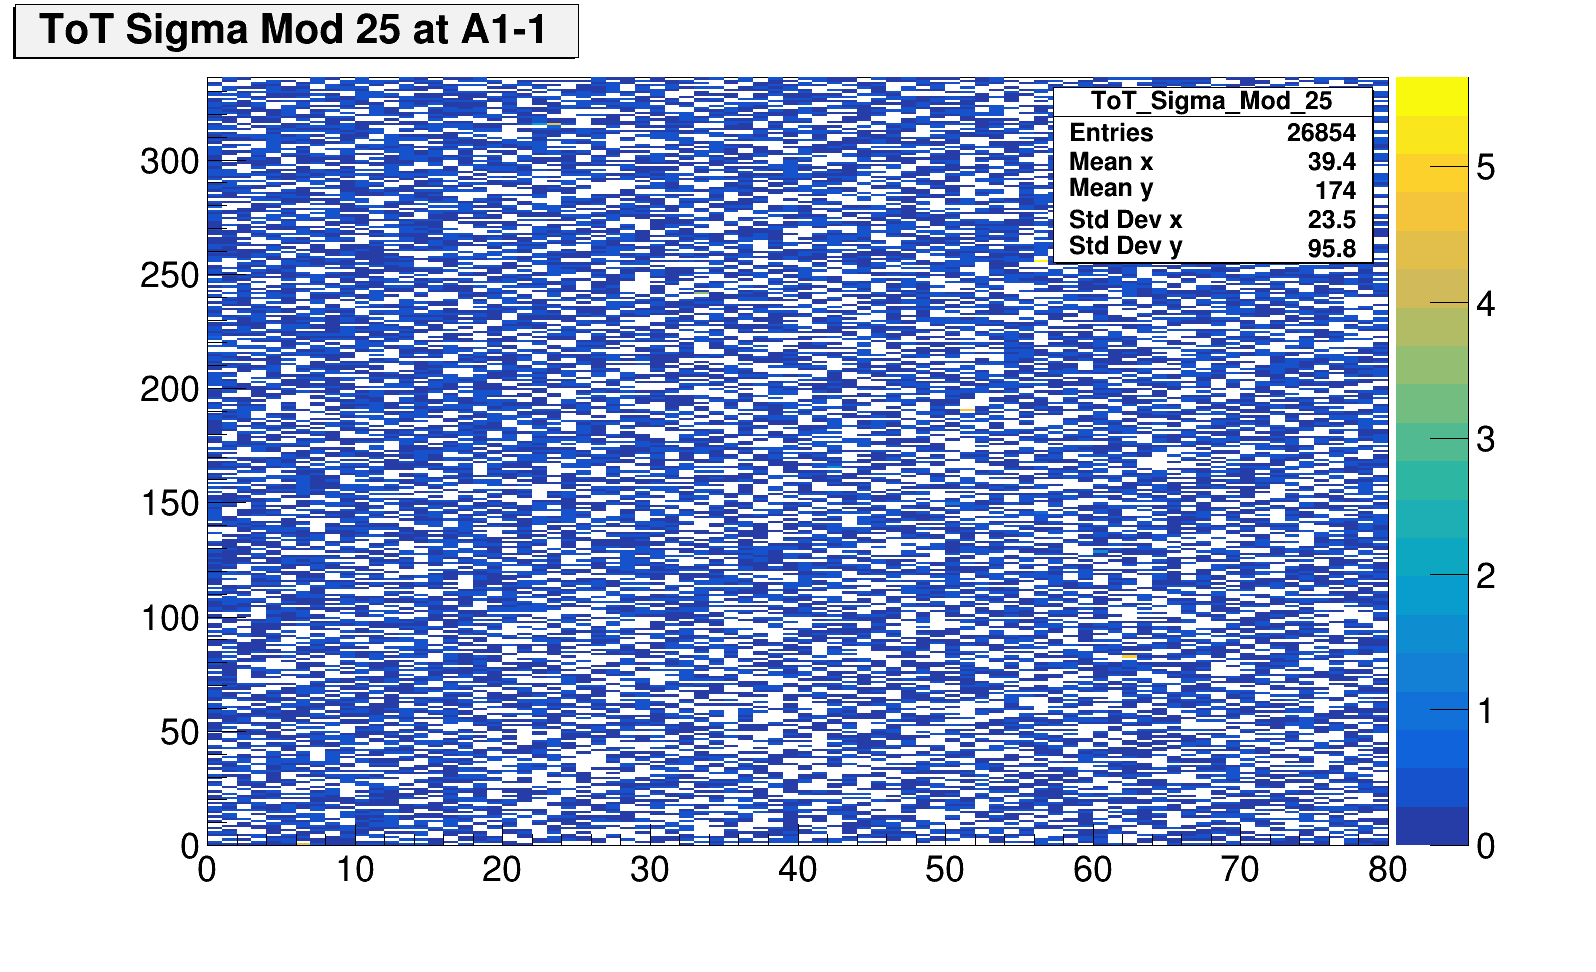 ToT Sigma Mod 25 at A1-1
ToT_Sigma_Mod_25
Entries 26854
Mean x 39.4
Mean y 174
Std Dev x 23.5
Std Dev y 95.8
300
250
200
150
100
50
0
0 10 20 30 40 50 60 70 80
5
4
3
2
1
0